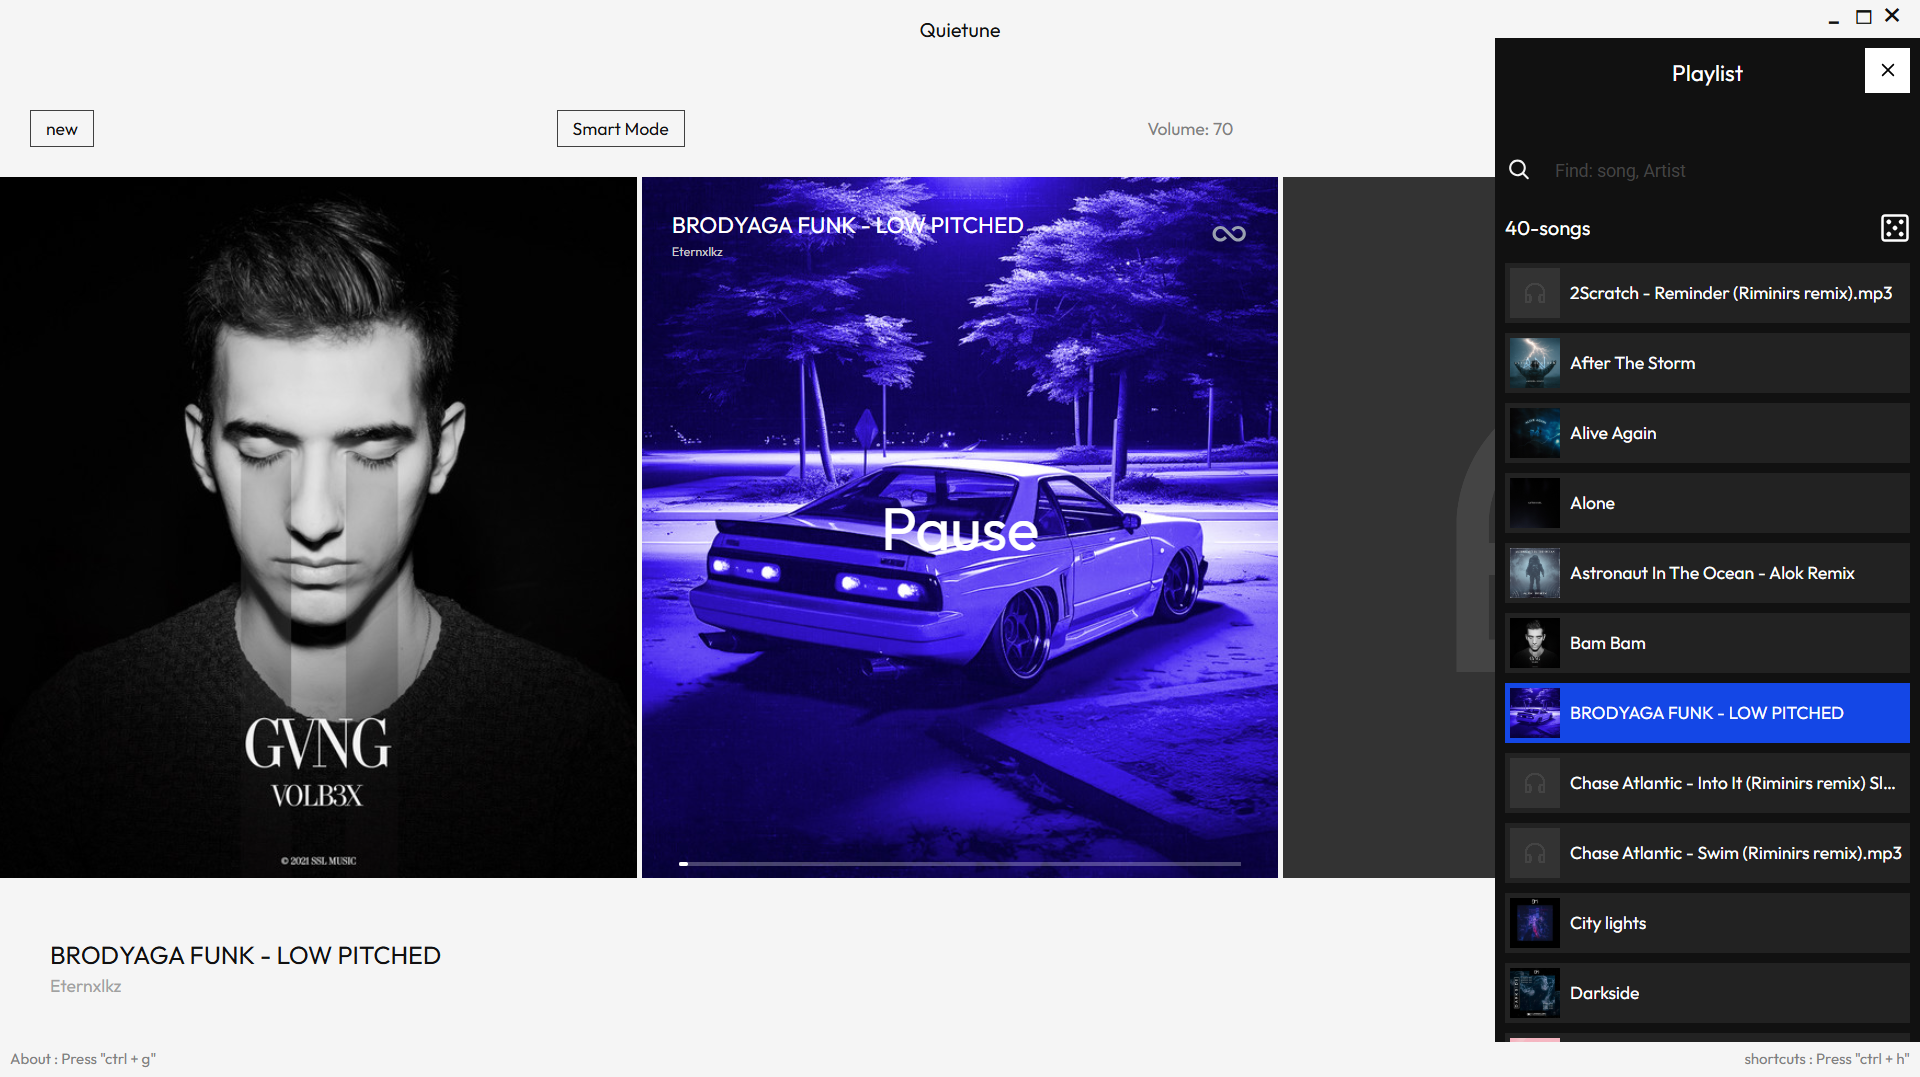 Quietune
new
Smart Mode
Volume: 70
BRODYAGA FUNK - LOW PITCHED
Eternxlkz
Pause
GVNG
VOLB3X
© 2021 SSL MUSIC
BRODYAGA FUNK - LOW PITCHED
Eternxlkz
About : Press "ctrl + g"
Playlist
Find: song, Artist
40-songs
2Scratch - Reminder (Riminirs remix).mp3
After The Storm
Alive Again
Alone
Astronaut In The Ocean - Alok Remix
Bam Bam
BRODYAGA FUNK - LOW PITCHED
Chase Atlantic - Into It (Riminirs remix) Sl...
Chase Atlantic - Swim (Riminirs remix).mp3
City lights
Darkside
shortcuts : Press "ctrl + h"